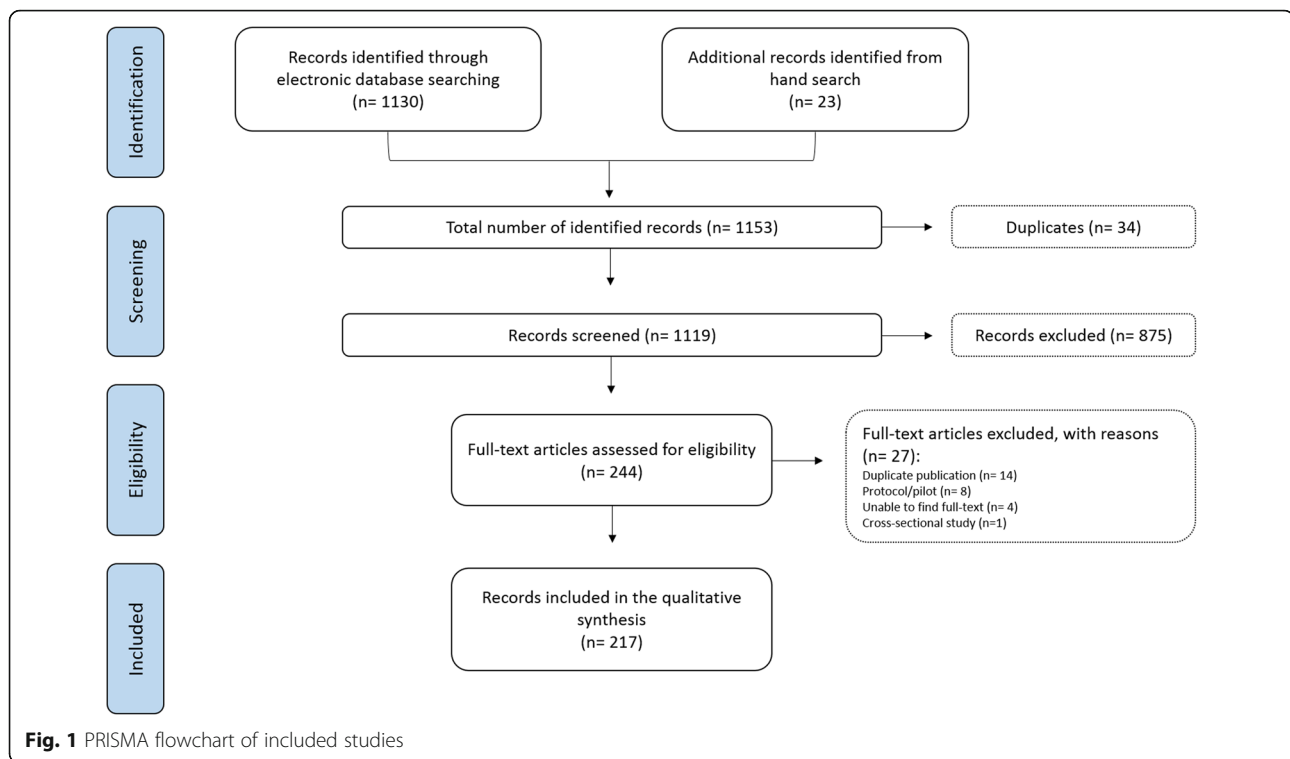 Identification
Records identified through
electronic database searching
(n= 1130)
Additional records identified from
hand search
(n= 23)
Screening
Total number of identified records (n= 1153)
Duplicates (n= 34)
Records screened (n= 1119)
Records excluded (n= 875)
Eligibility
Full-text articles assessed for eligibility
(n= 244)
Full-text articles excluded, with reasons
(n= 27):
Duplicate publication (n= 14)
Protocol/pilot (n= 8)
Unable to find full-text (n= 4)
Cross-sectional study (n=1)
Included
Records included in the qualitative
synthesis
(n= 217)
Fig. 1 PRISMA flowchart of included studies